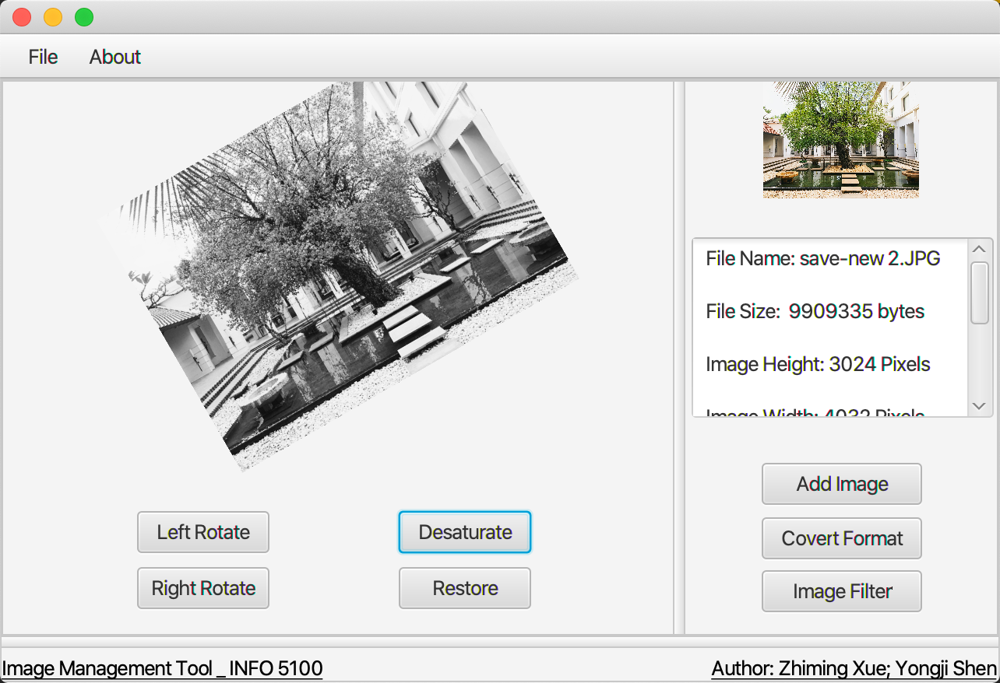 File About
File Name: save-new 2.JPG
File Size: 9909335 bytes
Image Height: 3024 Pixels
Image Width: 4032 Pixels
Add Image
Left Rotate Desaturate
Covert Format
Right Rotate Restore
Image Filter
Image Management Tool _ INFO 5100 Author: Zhiming Xue; Yongji Shen